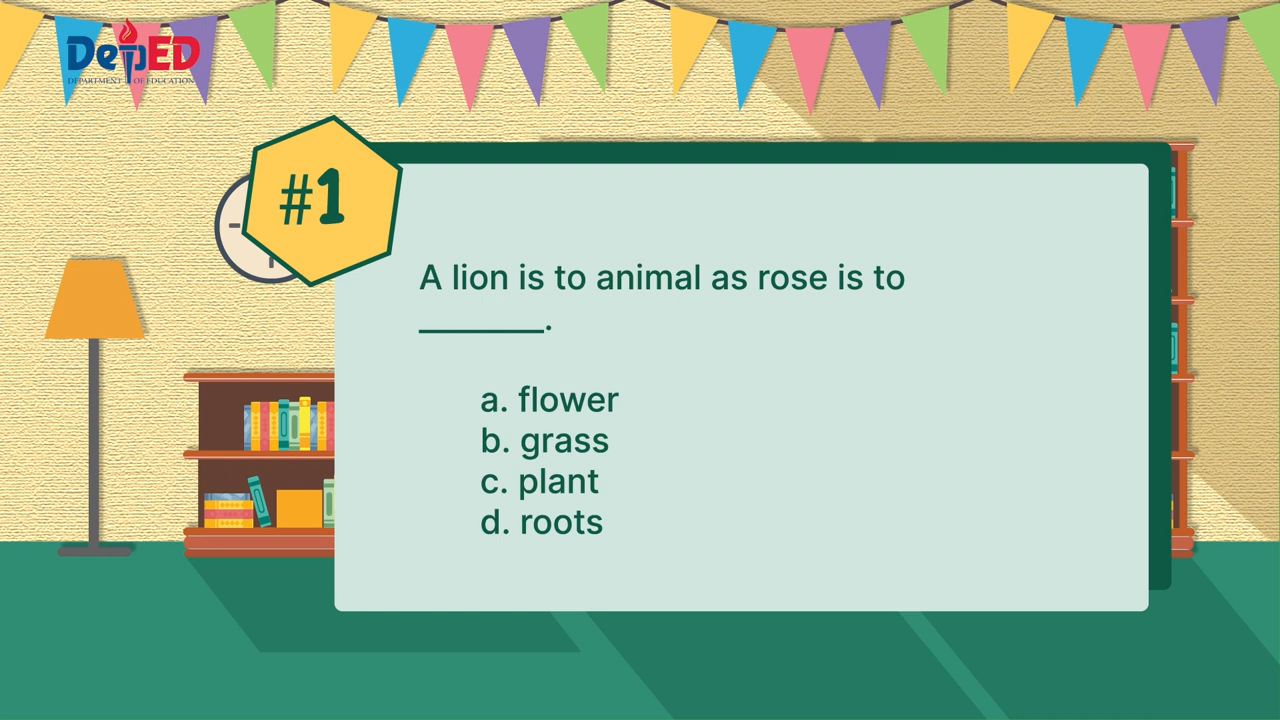 DepED
DEPARTMENT OF EDUCATION
#1
A lion is to animal as rose is to
_______.
a. flower
b. grass
c. plant
d. roots